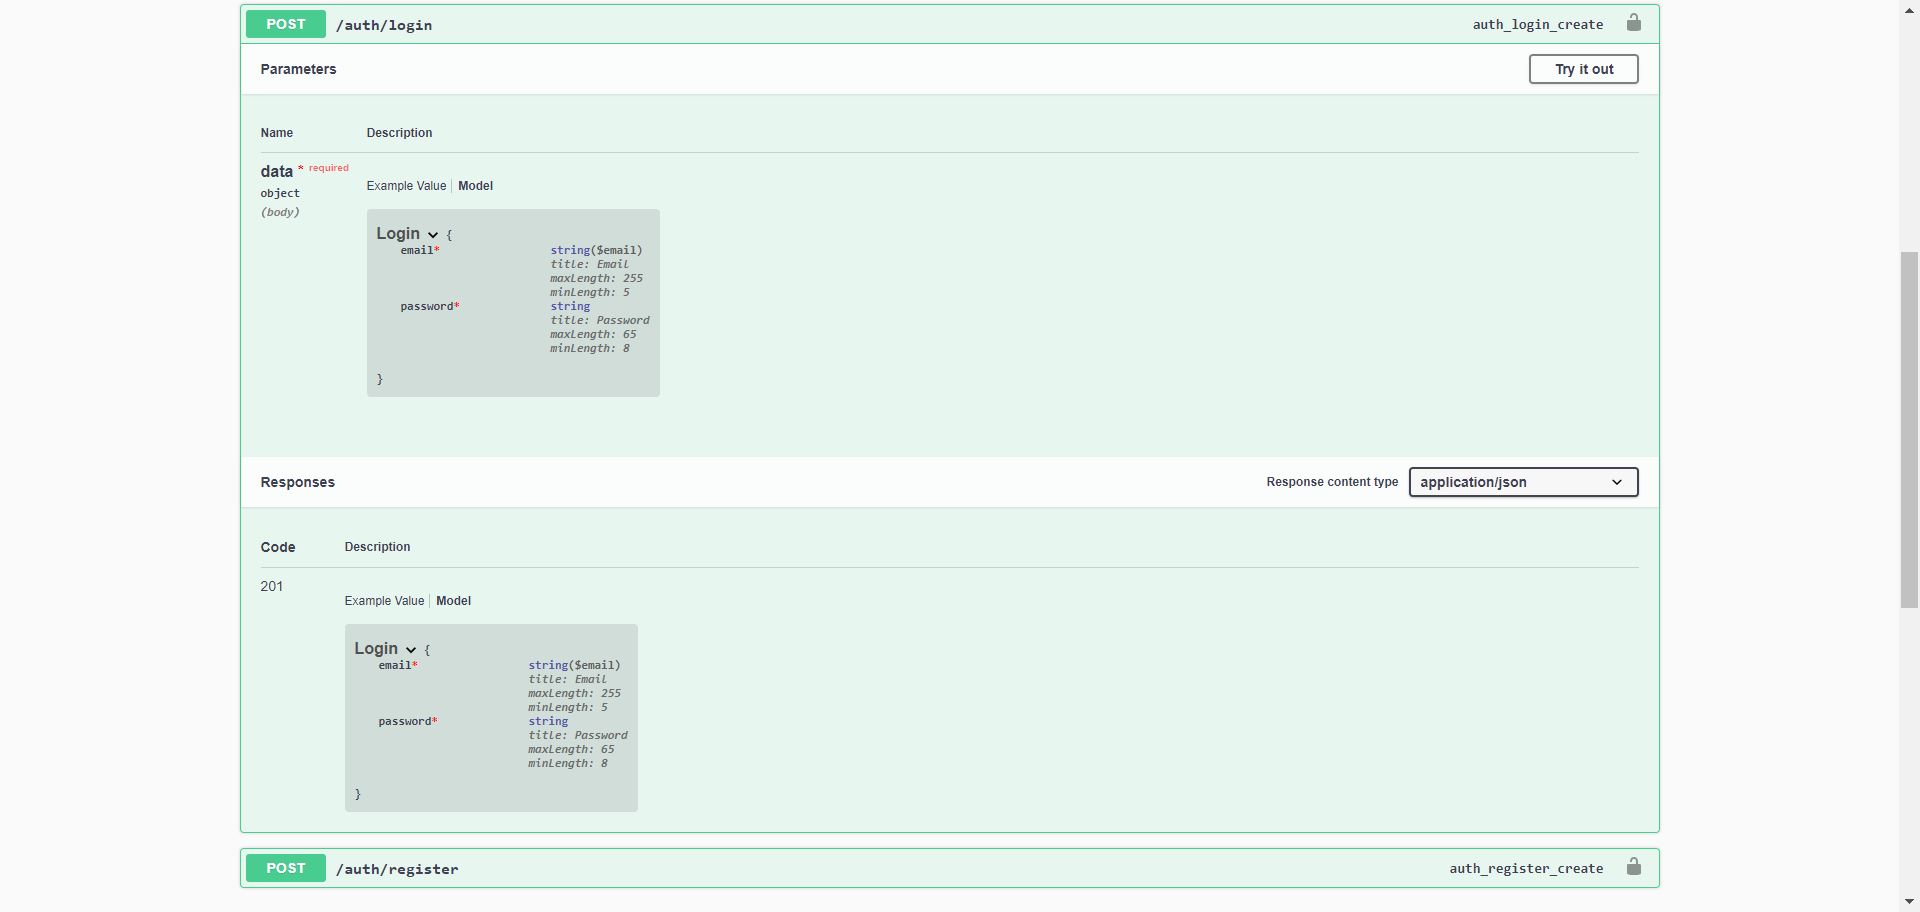 POST /auth/login auth_login_create
Parameters Try it out
Name Description
data * required
object
(body)
Example Value Model
Login {
email* string($email)
title: Email
maxLength: 255
minLength: 5
password* string
title: Password
maxLength: 65
minLength: 8
}
Responses Response content type application/json
Code Description
201
Example Value Model
Login {
email* string($email)
title: Email
maxLength: 255
minLength: 5
password* string
title: Password
maxLength: 65
minLength: 8
}
POST /auth/register auth_register_create